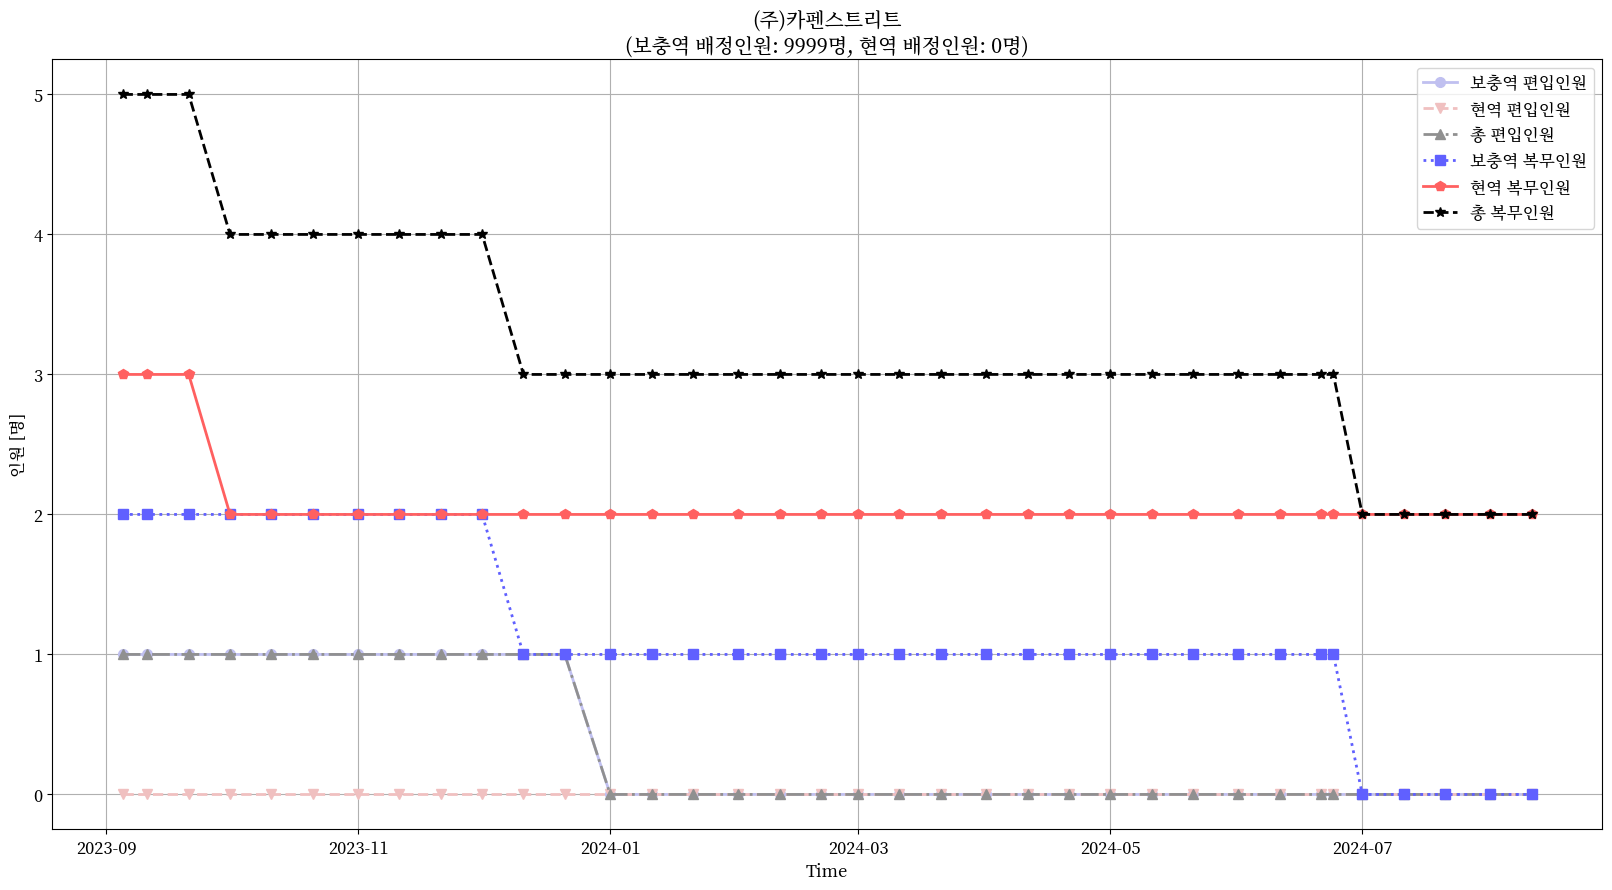 (주)카펜스트리트
(보충역 배정인원: 9999명, 현역 배정인원: 0명)
보충역 편입인원
현역 편입인원
총 편입인원
보충역 복무인원
현역 복무인원
총 복무인원
인원 [명]
5
4
3
2
1
0
2023-09 2023-11 2024-01 2024-03 2024-05 2024-07
Time